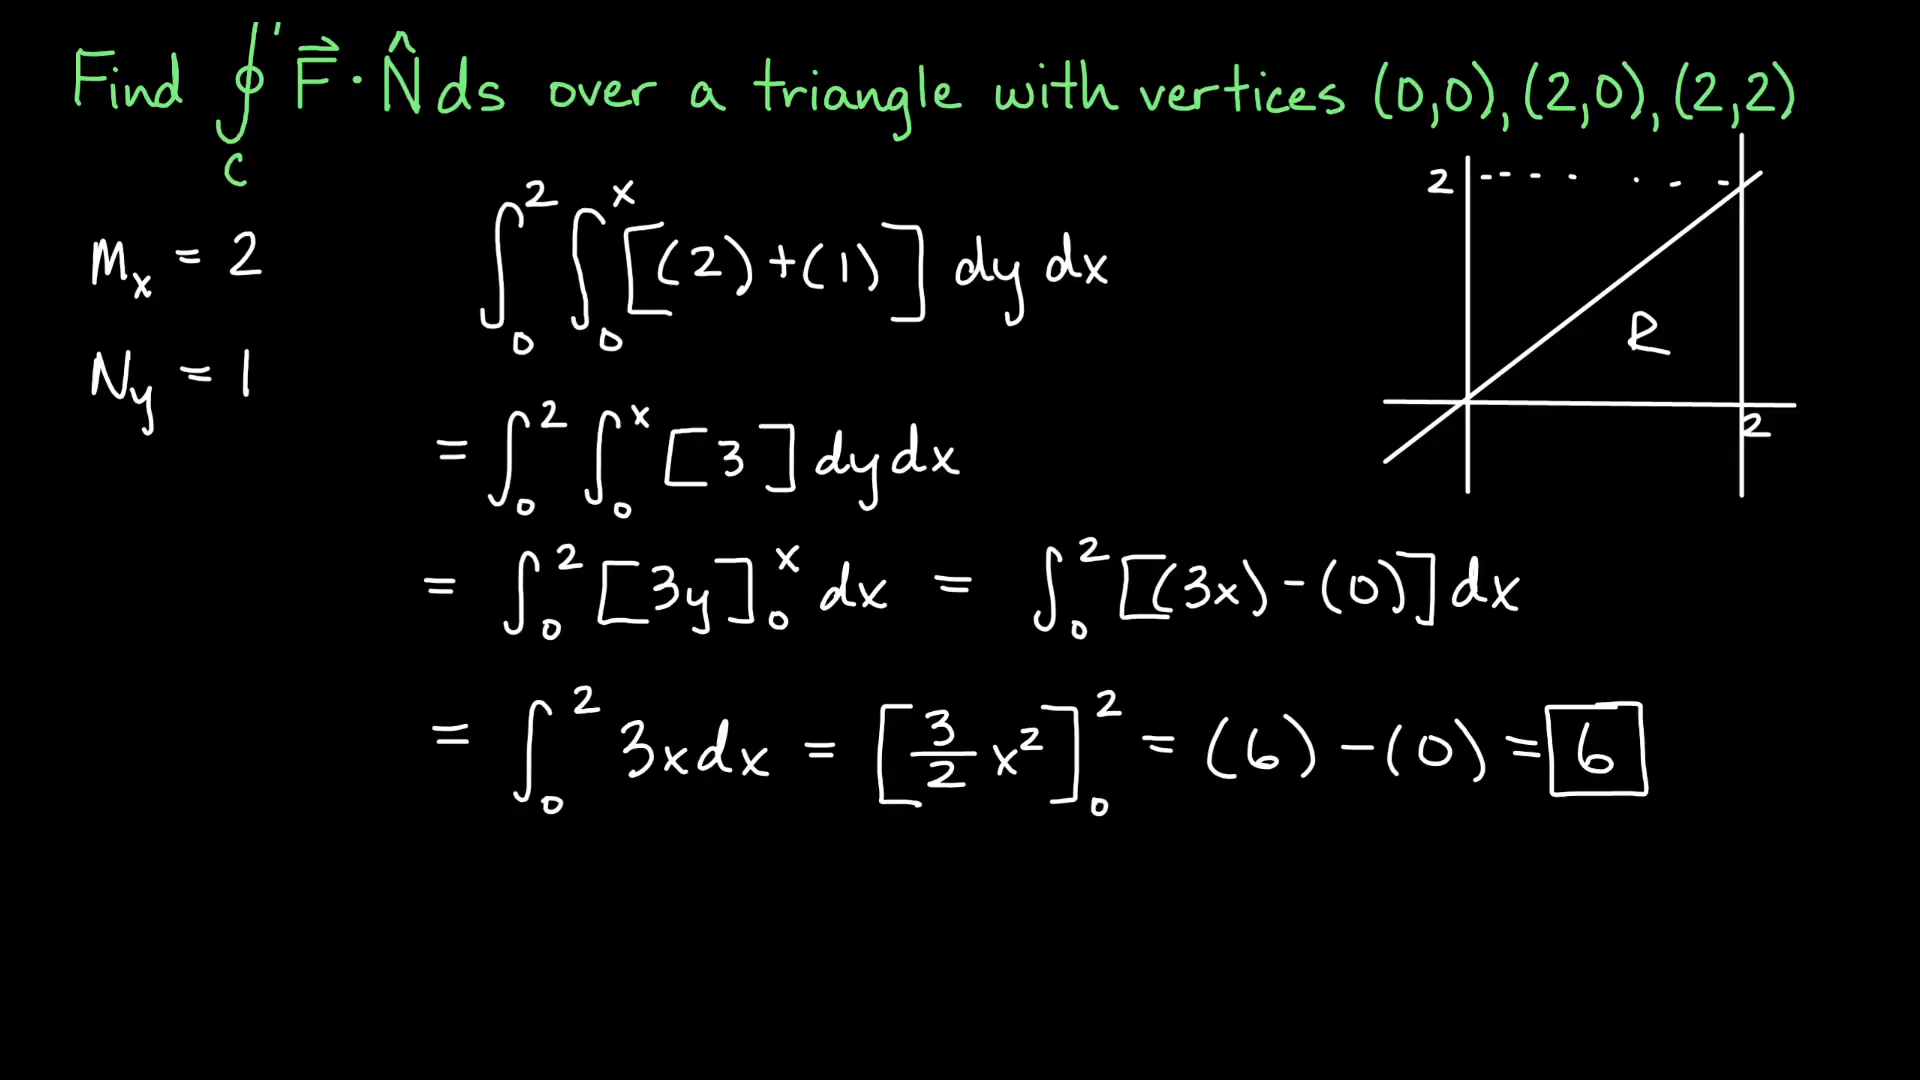 Find ∮_C F⃗ · N̂ ds over a triangle with vertices (0,0), (2,0), (2,2)
M_x = 2
N_y = 1
∫_0^2 ∫_0^x [(2)+(1)] dy dx
= ∫_0^2 ∫_0^x [3] dy dx
= ∫_0^2 [3y]_0^x dx = ∫_0^2 [(3x)-(0)] dx
= ∫_0^2 3x dx = [3/2 x^2]_0^2 = (6) - (0) = 6
2
R
2